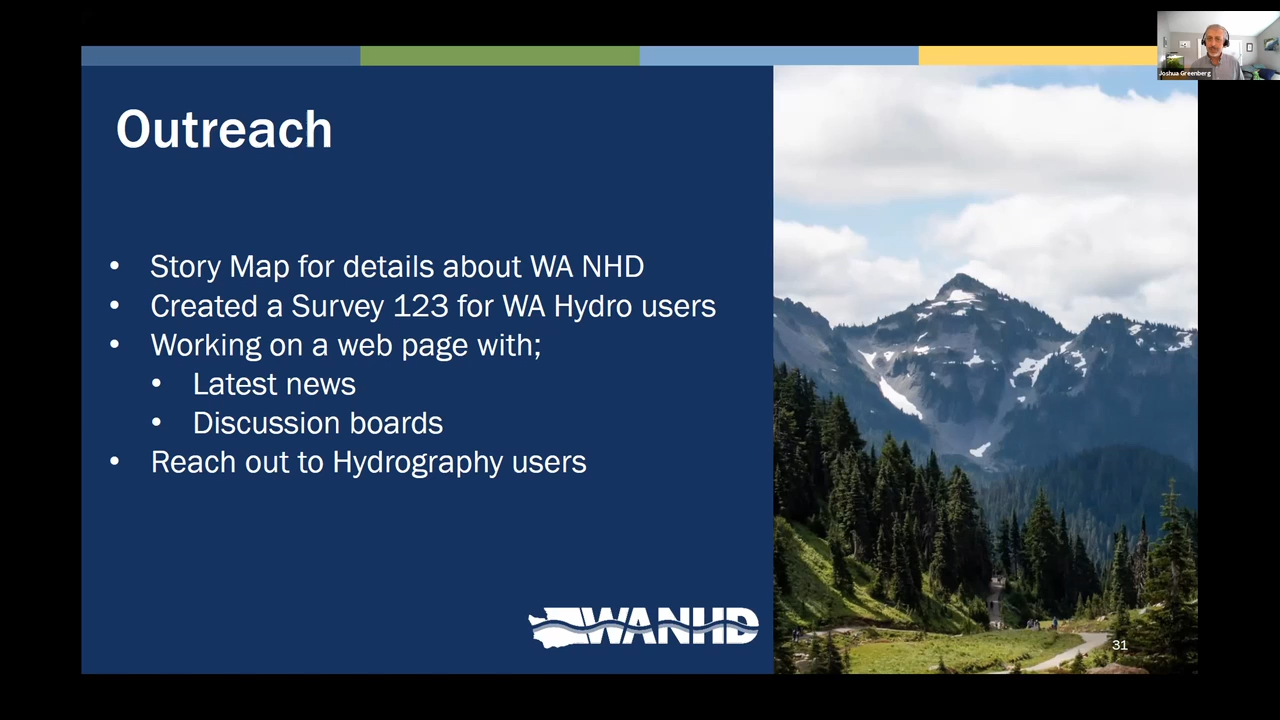 Joshua Greenberg
Outreach
• Story Map for details about WA NHD
• Created a Survey 123 for WA Hydro users
• Working on a web page with;
• Latest news
• Discussion boards
• Reach out to Hydrography users
WANHD
31